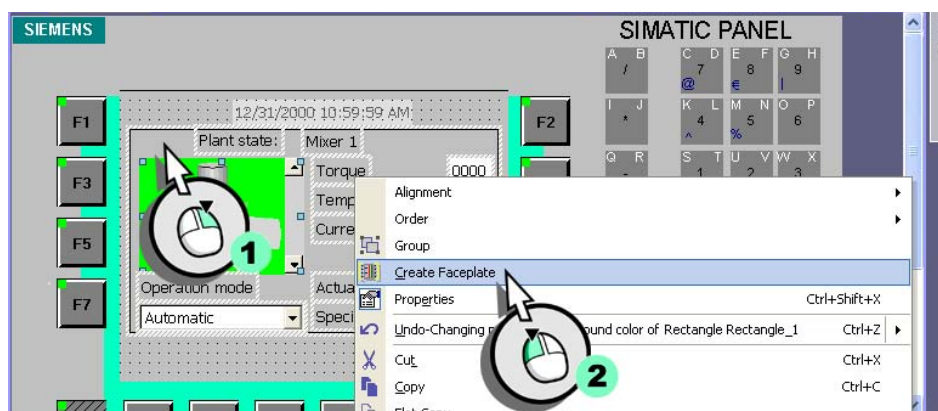 SIEMENS
SIMATIC PANEL
A B
/
C D
7
@
E F
8
€
G H
9
|
F1
12/31/2000 10:59:59 AM
F2
I J
*
K L
4
^
M N
5
%
O P
6
Plant state:
Mixer 1
Q R
-
S T
1
U V
2
W X
3
F3
Torque
0000
Temp
Curre
F5
1
Operation mode
Actua
F7
Automatic
Speci
Alignment
Order
Group
Create Faceplate
Properties Ctrl+Shift+X
Undo-Changing ound color of Rectangle Rectangle_1 Ctrl+Z
Cut Ctrl+X
2
Copy Ctrl+C